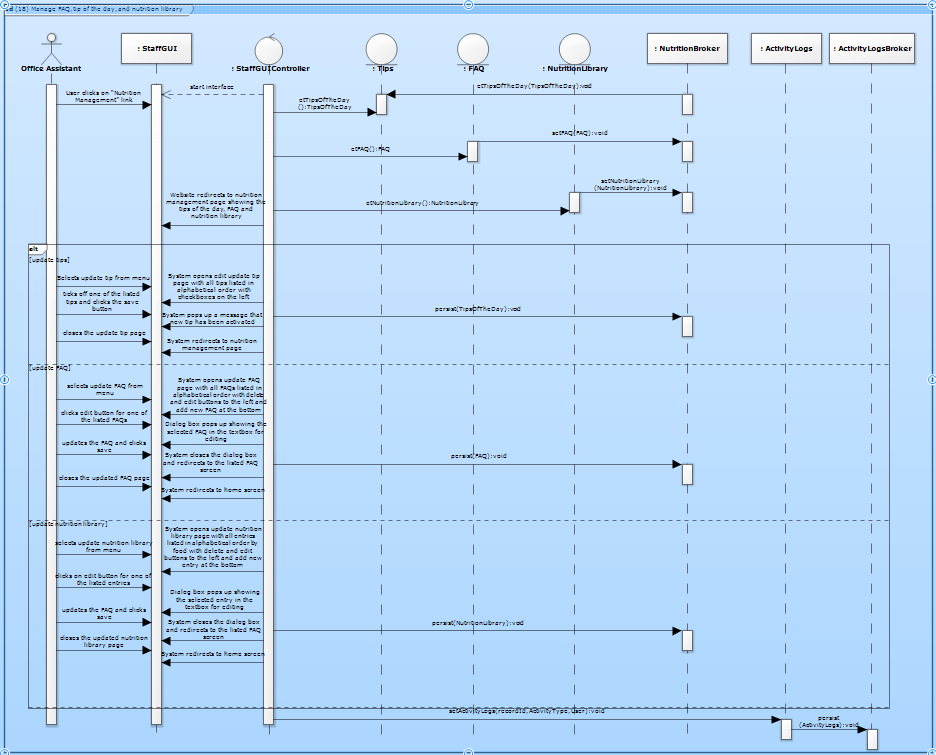 sd (18) Manage FAQ, tip of the day, and nutrition library
: StaffGUI
: NutritionBroker
: ActivityLogs
: ActivityLogsBroker
Office Assistant
: StaffGUIController
: Tips
: FAQ
: NutritionLibrary
User clicks on "Nutrition
Management" link
start interface
etTipsOfTheDay
():TipsOfTheDay
etTipsOfTheDay(TipsOfTheDay):void
setFAQ(FAQ):void
etFAQ():FAQ
setNutritionLibrary
(NutritionLibrary):void
Website redirects to nutrition
management page showing the
tips of the day, FAQ and
nutrition library
etNutritionLibrary():NutritionLibrary
alt
[update tips]
Selects update tip from menu
System opens edit update tip
page with all tips listed in
alphabetical order with
checkboxes on the left
ticks off one of the listed
tips and clicks the save
button
System pops up a message that
new tip has been activated
persist(TipsOfTheDay):void
closes the update tip page
System redirects to nutrition
management page
[update FAQ]
selects update FAQ from
menu
System opens update FAQ
page with all FAQs listed in
alphabetical order with delete
and edit buttons to the left and
add new FAQ at the bottom
clicks edit button for one of
the listed FAQs
Dialog box pops up showing the
selected FAQ in the textbox for
editing
updates the FAQ and clicks
save
System closes the dialog box
and redirects to the listed FAQ
screen
persist(FAQ):void
closes the updated FAQ page
System redirects to home screen
[update nutrition library]
System opens update nutrition
library page with all entries
listed in alphabetical order by
food with delete and edit
buttons to the left and add new
entry at the bottom
selects update nutrition library
from menu
clicks on edit button for one of
the listed entries
Dialog box pops up showing
the selected entry in the
textbox for editing
updates the FAQ and clicks
save
System closes the dialog box
and redirects to the listed FAQ
screen
persist(NutritionLibrary):void
closes the updated nutrition
library page
System redirects to home screen
setActivityLogs(recordId, ActivityType, User):void
persist
(ActivityLogs):void